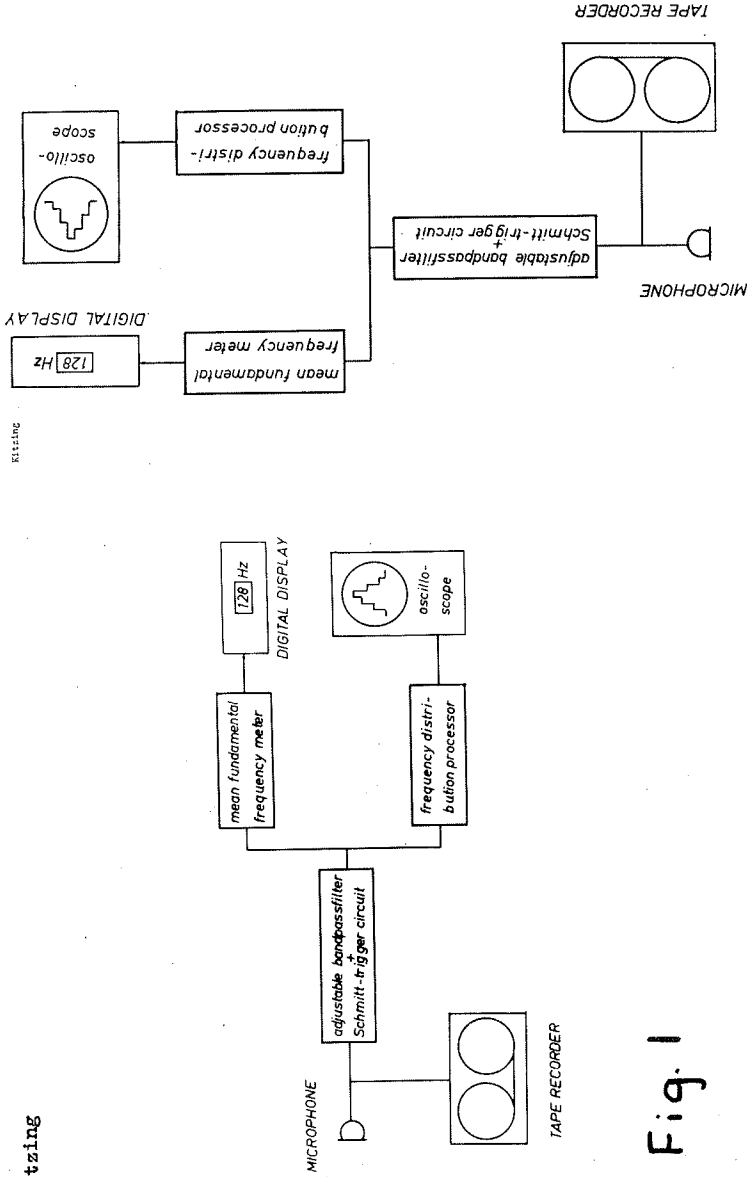 Kitzing
128 Hz
DIGITAL DISPLAY
oscillo-
scope
mean fundamental
frequency meter
frequency distri-
bution processor
adjustable bandpassfilter
+
Schmitt-trigger circuit
MICROPHONE
TAPE RECORDER
tzing
MICROPHONE
TAPE RECORDER
adjustable bandpassfilter
+
Schmitt-trigger circuit
mean fundamental
frequency meter
128 Hz
DIGITAL DISPLAY
frequency distri-
bution processor
oscillo-
scope
Fig. 1